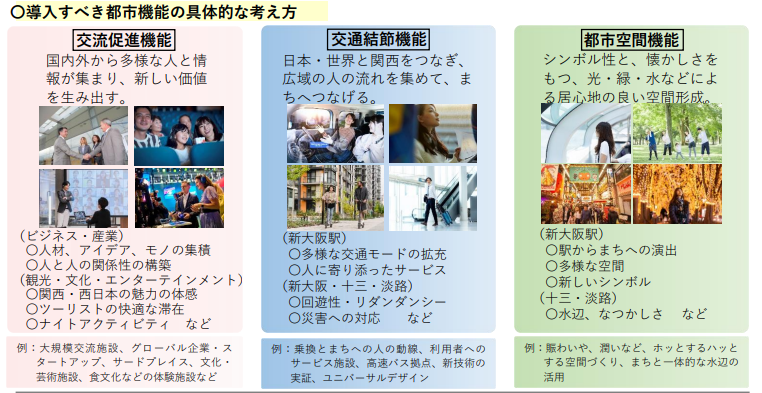 〇導入すべき都市機能の具体的な考え方
交流促進機能
国内外から多様な人と情
報が集まり、新しい価値
を生み出す。
(ビジネス・産業)
〇人材、アイデア、モノの集積
〇人と人の関係性の構築
(観光・文化・エンターテインメント)
〇関西・西日本の魅力の体感
〇ツーリストの快適な滞在
〇ナイトアクティビティ など
例：大規模交流施設、グローバル企業・ス
タートアップ、サードプレイス、文化・
芸術施設、食文化などの体験施設など
交通結節機能
日本・世界と関西をつなぎ、
広域の人の流れを集めて、ま
ちへつなげる。
(新大阪駅)
〇多様な交通モードの拡充
〇人に寄り添ったサービス
(新大阪・十三・淡路)
〇回遊性・リダンダンシー
〇災害への対応 など
例：乗換とまちへの人の動線、利用者への
サービス施設、高速バス拠点、新技術の
実証、ユニバーサルデザイン
都市空間機能
シンボル性と、懐かしさを
もつ、光・緑・水などによ
る居心地の良い空間形成。
(新大阪駅)
〇駅からまちへの演出
〇多様な空間
〇新しいシンボル
(十三・淡路)
〇水辺、なつかしさ など
例：賑わいや、潤いなど、ホッとするハッと
する空間づくり、まちと一体的な水辺の
活用